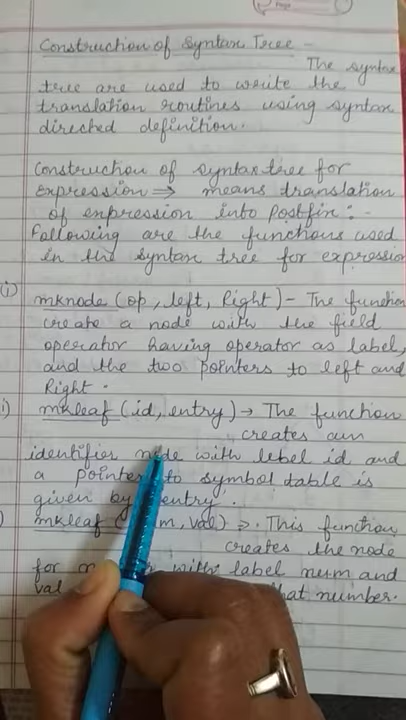 Page
Construction of Syntax Tree -
The syntax
tree are used to write the
translation routines using syntax
directed definition.
Construction of syntax tree for
expression ⇒ means translation
of expression into postfix :-
Following are the functions used
in the syntax tree for expression
(i) mknode (op, left, Right) - The function
create a node with the field
operator having operator as label,
and the two pointers to left and
Right.
i) mkleaf (id, entry) → The function
creates an
identifier node with label id and
a pointer to symbol table is
given by 'entry'.
) mkleaf ( val) ⇒ This function
creates the node
for with label num and
val that number.